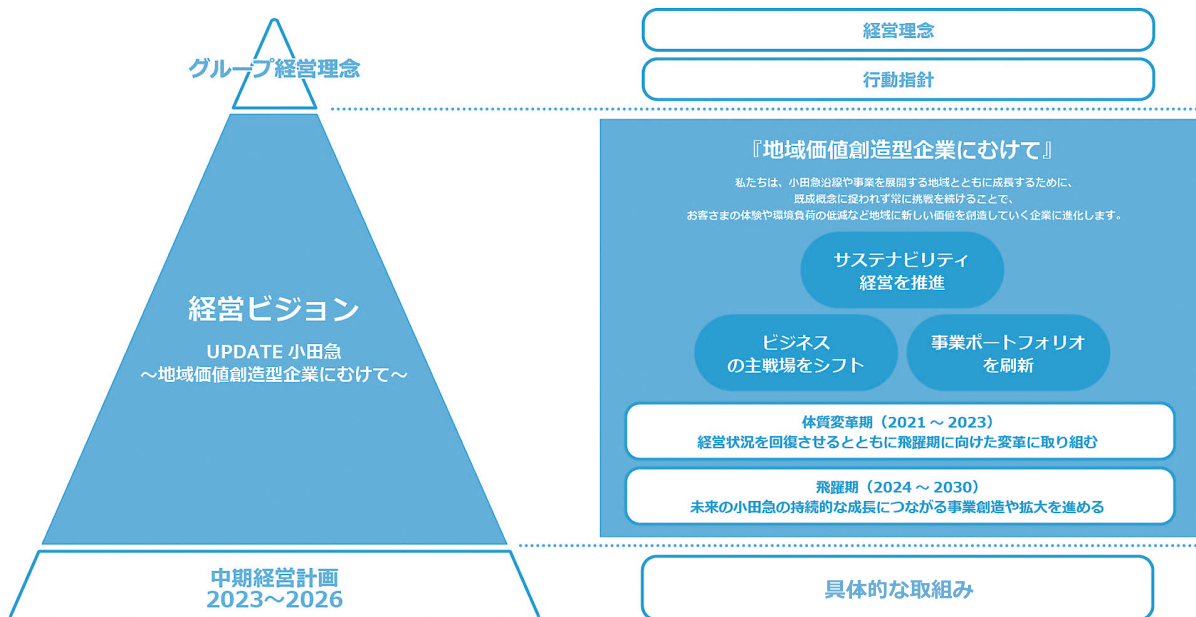 グループ経営理念
経営ビジョン
UPDATE 小田急
～地域価値創造型企業にむけて～
中期経営計画
2023～2026
経営理念
行動指針
『地域価値創造型企業にむけて』
私たちは、小田急沿線や事業を展開する地域とともに成長するために、
既成概念に捉われず常に挑戦を続けることで、
お客さまの体験や環境負荷の低減など地域に新しい価値を創造していく企業に進化します。
サステナビリティ
経営を推進
ビジネス
の主戦場をシフト
事業ポートフォリオ
を刷新
体質変革期（2021 ～ 2023）
経営状況を回復させるとともに飛躍期に向けた変革に取り組む
飛躍期（2024 ～ 2030）
未来の小田急の持続的な成長につながる事業創造や拡大を進める
具体的な取組み